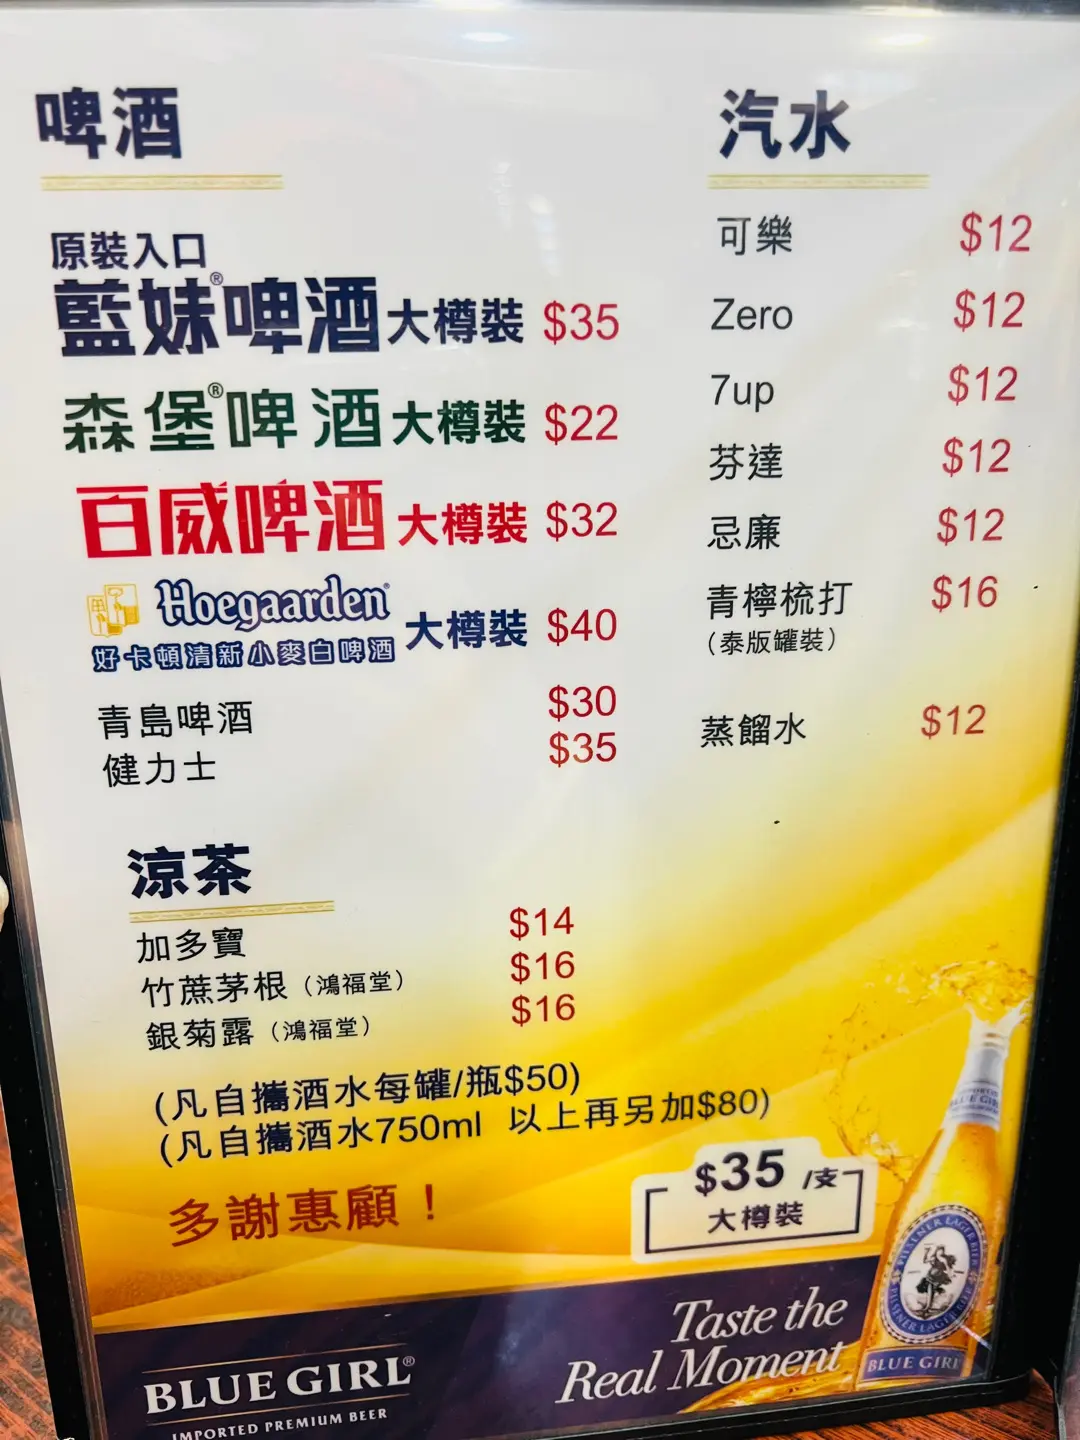 啤酒
原裝入口
藍妹®啤酒大樽裝 $35
森堡®啤酒大樽裝 $22
百威啤酒大樽裝 $32
Hoegaarden® 大樽裝 $40
好卡頓清新小麥白啤酒
青島啤酒 $30
健力士 $35
涼茶
加多寶 $14
竹蔗茅根（鴻福堂） $16
銀菊露（鴻福堂） $16
汽水
可樂 $12
Zero $12
7up $12
芬達 $12
忌廉 $12
青檸梳打 $16
（泰版罐裝）
蒸餾水 $12
(凡自攜酒水每罐/瓶$50)
(凡自攜酒水750ml 以上再另加$80)
多謝惠顧！
$35 /支
大樽裝
Taste the
Real Moment
BLUE GIRL®
IMPORTED PREMIUM BEER
PILSENER LAGER BIER
BLUE GIRL